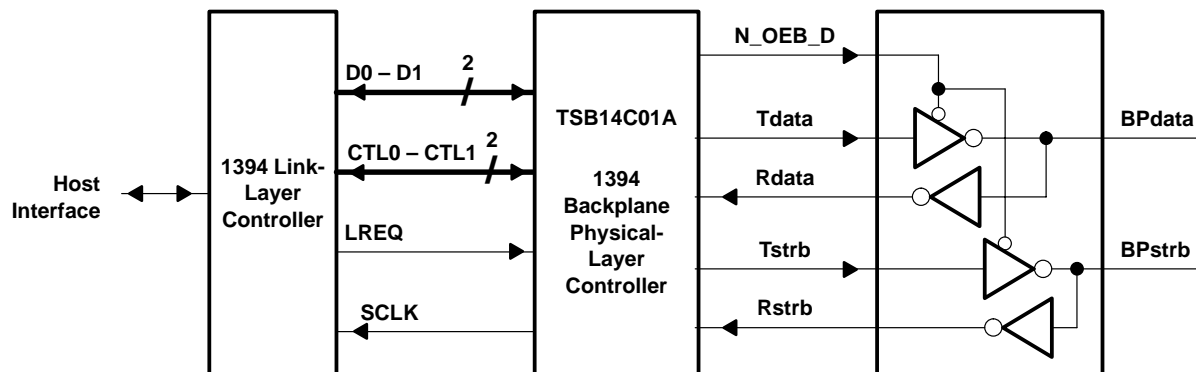 Host
Interface
1394 Link-
Layer
Controller
D0 – D1
2
CTL0 – CTL1
2
LREQ
SCLK
TSB14C01A
1394
Backplane
Physical-
Layer
Controller
N_OEB_D
Tdata
Rdata
Tstrb
Rstrb
BPdata
BPstrb